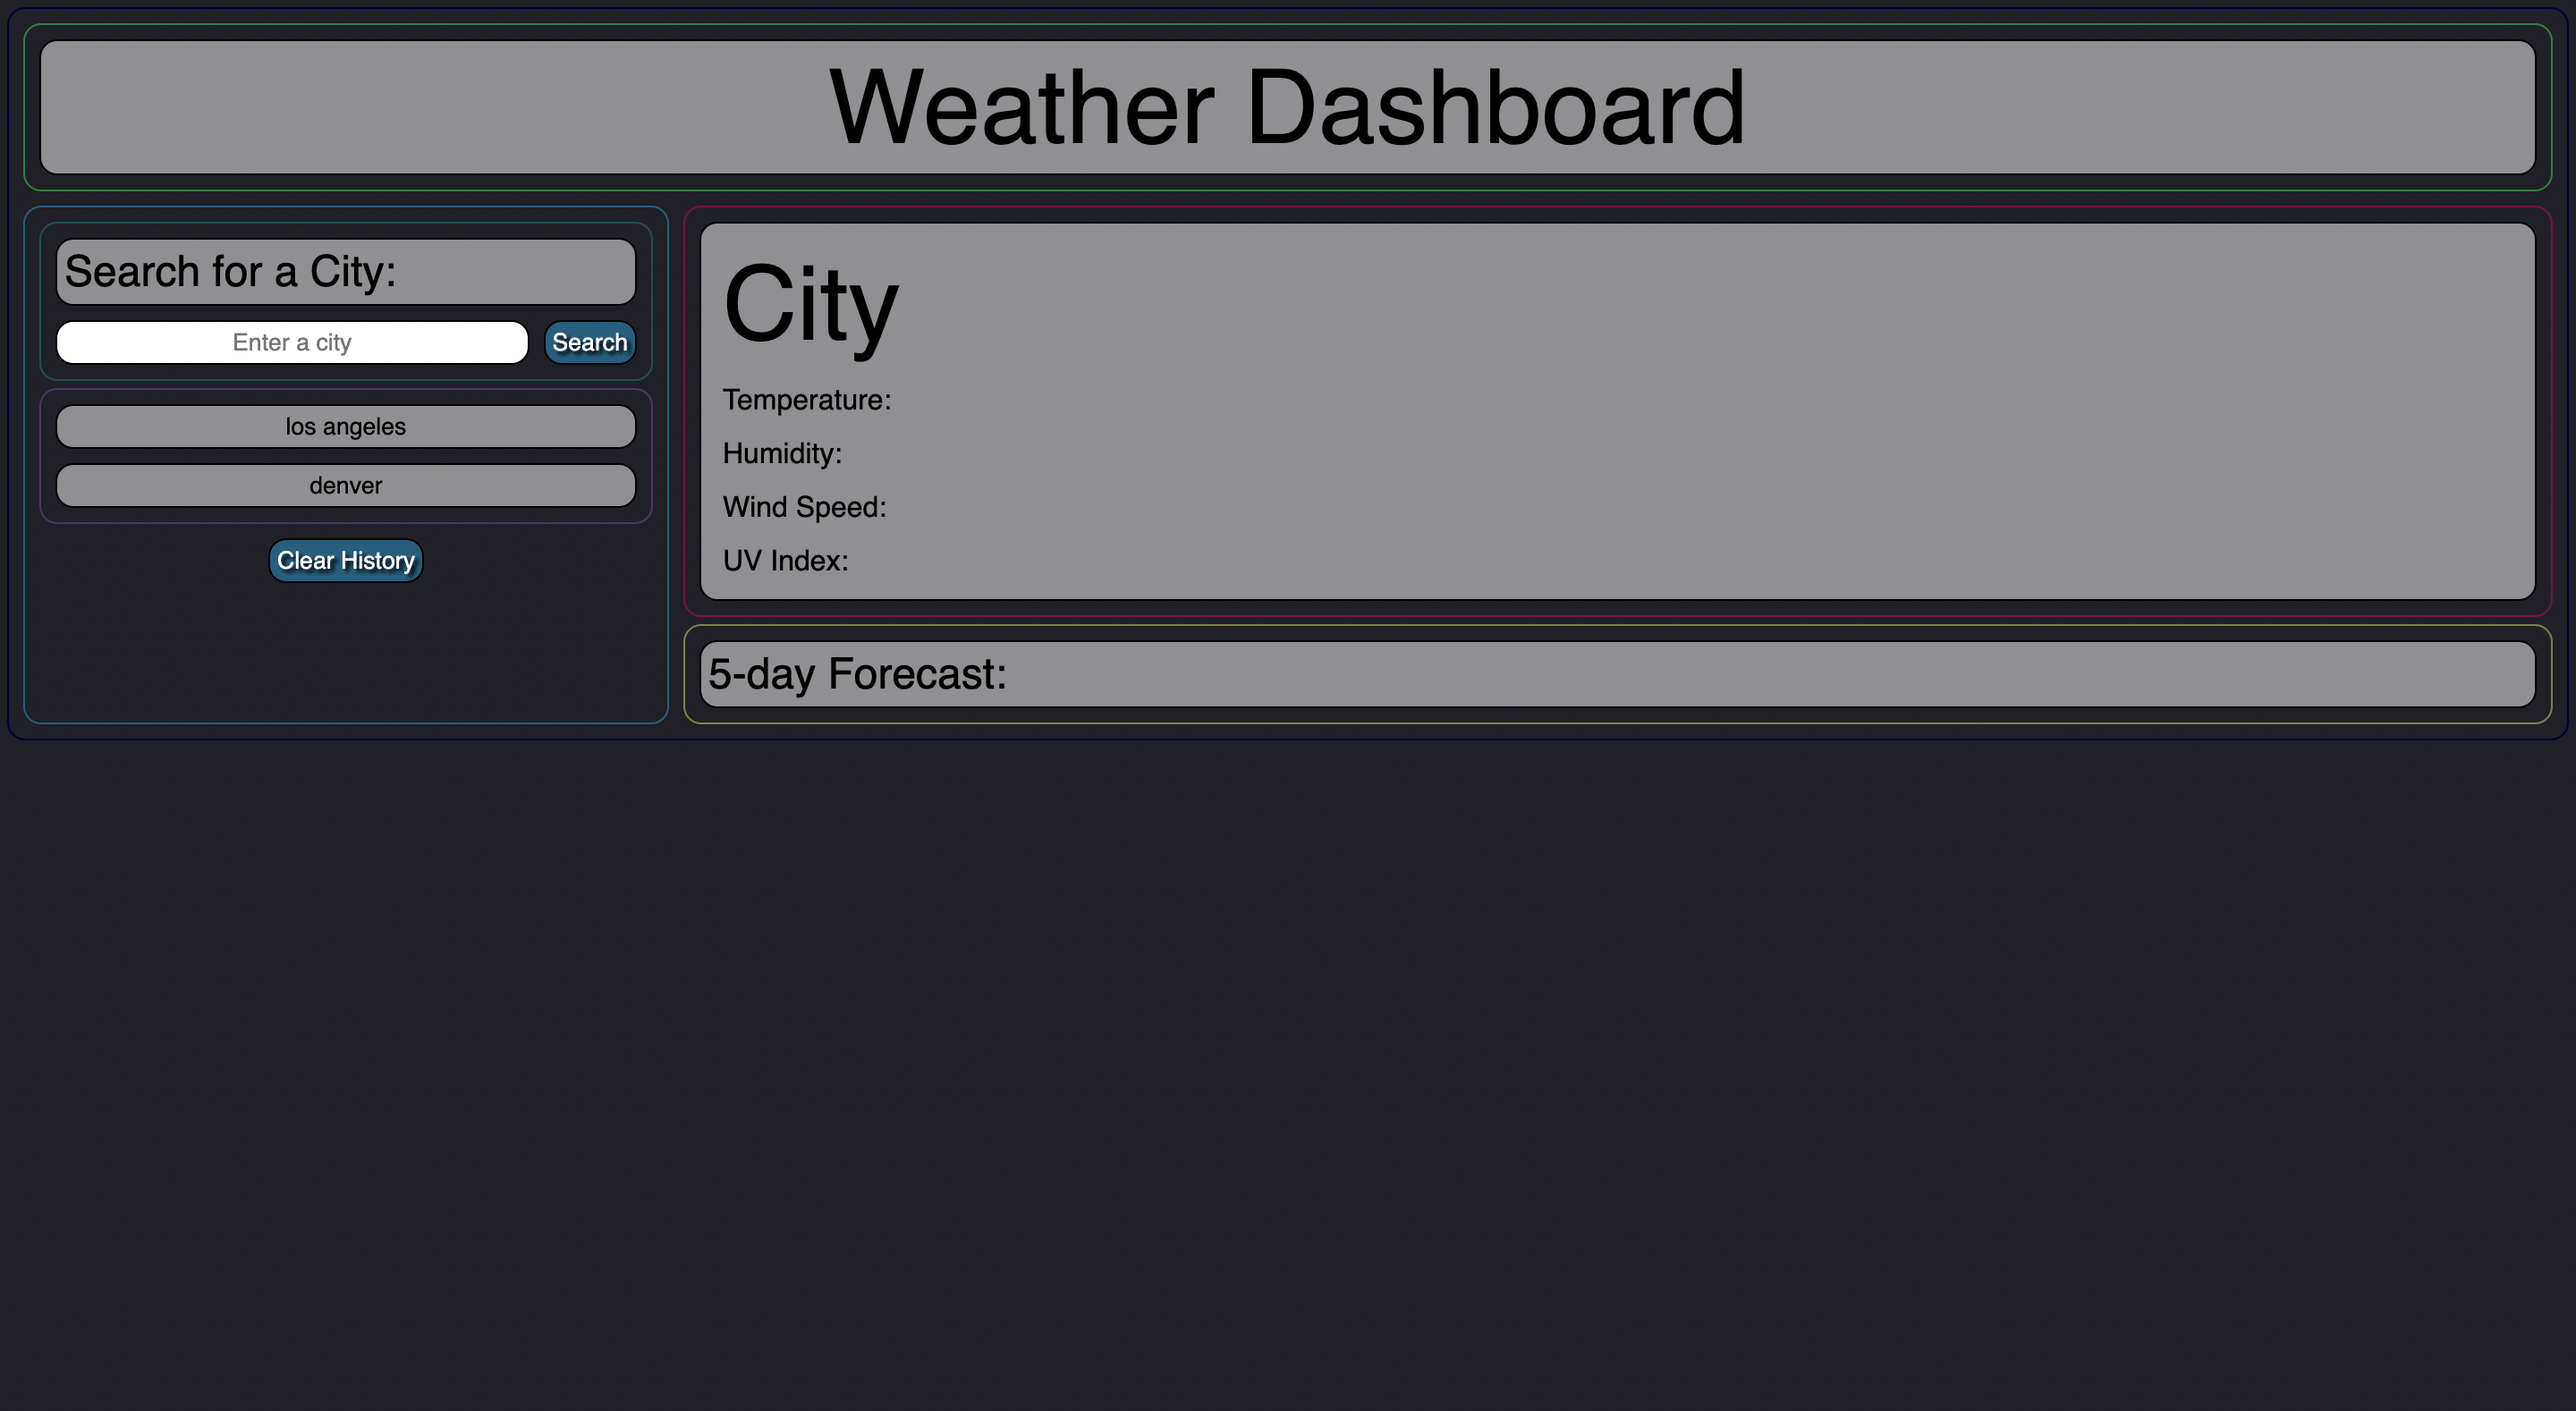 Weather Dashboard
Search for a City:
Enter a city
Search
los angeles
denver
Clear History
City
Temperature:
Humidity:
Wind Speed:
UV Index:
5-day Forecast: